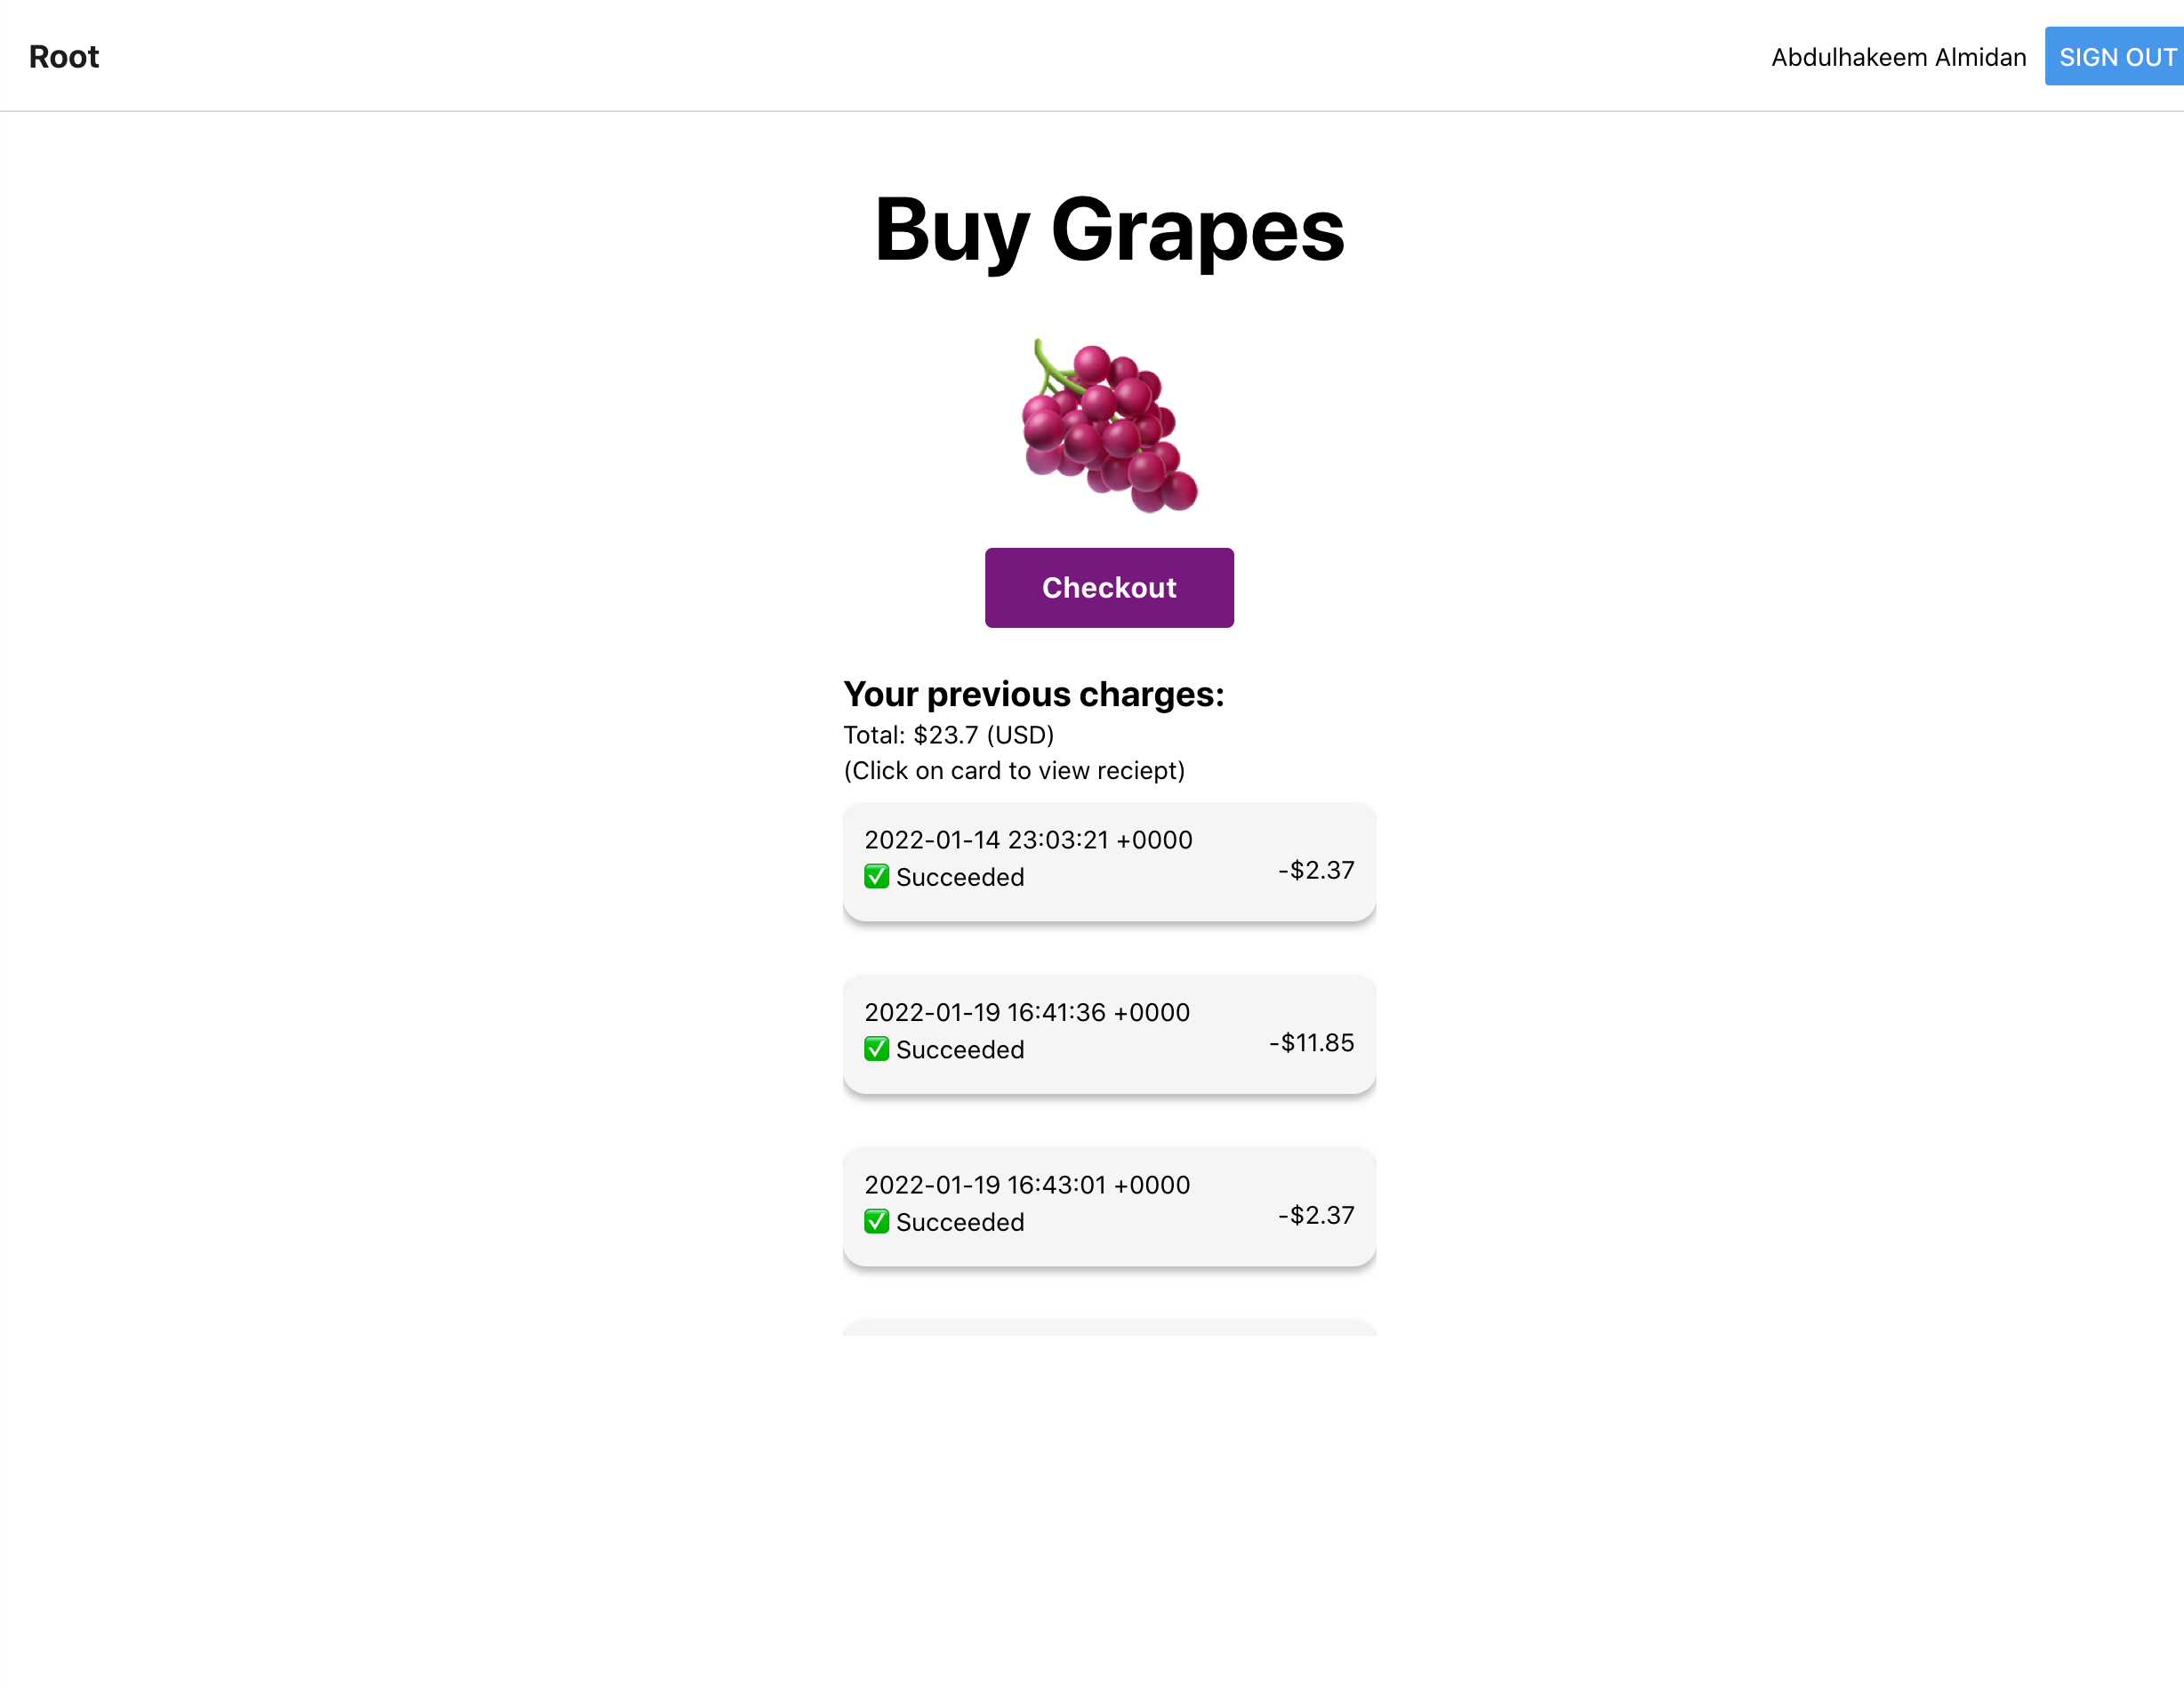 Root
Abdulhakeem Almidan
SIGN OUT
Buy Grapes
Checkout
Your previous charges:
Total: $23.7 (USD)
(Click on card to view reciept)
2022-01-14 23:03:21 +0000
✅ Succeeded
-$2.37
2022-01-19 16:41:36 +0000
✅ Succeeded
-$11.85
2022-01-19 16:43:01 +0000
✅ Succeeded
-$2.37